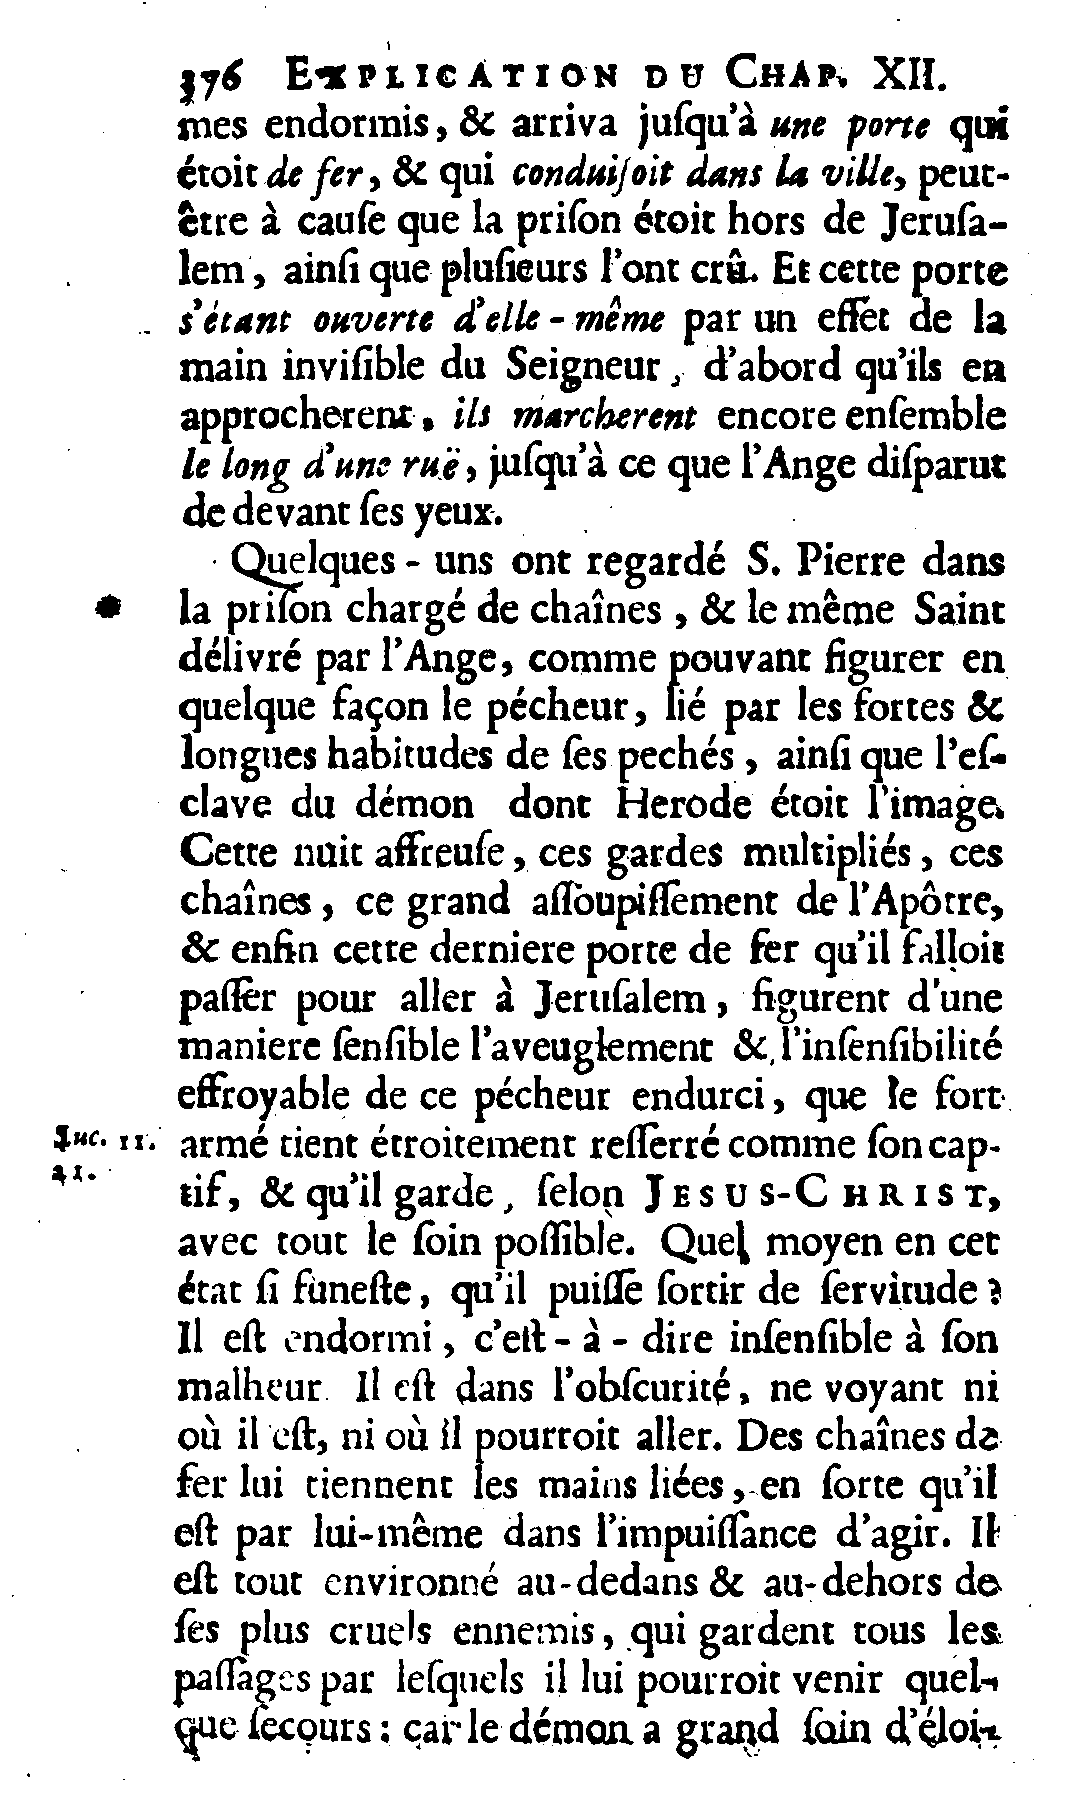 376 EXPLICATION DU CHAP. XII.
mes endormis, & arriva juſqu'à une porte qui
étoit de fer, & qui conduiſoit dans la ville, peut-
être à cauſe que la priſon étoit hors de Jeruſa-
lem, ainſi que pluſieurs l'ont crû. Et cette porte
s'étant ouverte d'elle-même par un effet de la
main inviſible du Seigneur, d'abord qu'ils en
approcherent, ils marcherent encore enſemble
le long d'une ruë, juſqu'à ce que l'Ange diſparut
de devant ſes yeux.
Quelques-uns ont regardé S. Pierre dans
la priſon chargé de chaînes, & le même Saint
délivré par l'Ange, comme pouvant figurer en
quelque façon le pécheur, lié par les fortes &
longues habitudes de ſes pechés, ainſi que l'eſ-
clave du démon dont Herode étoit l'image.
Cette nuit affreuſe, ces gardes multipliés, ces
chaînes, ce grand aſſoupiſſement de l'Apôtre,
& enfin cette derniere porte de fer qu'il falloit
paſſer pour aller à Jeruſalem, figurent d'une
maniere ſenſible l'aveuglement & l'inſenſibilité
effroyable de ce pécheur endurci, que le fort
Luc. 11. armé tient étroitement reſſerré comme ſon cap-
21. tif, & qu'il garde, ſelon JESUS-CHRIST,
avec tout le ſoin poſſible. Quel moyen en cet
état ſi funeſte, qu'il puiſſe ſortir de ſervitude?
Il eſt endormi, c'eſt-à-dire inſenſible à ſon
malheur. Il eſt dans l'obſcurité, ne voyant ni
où il eſt, ni où il pourroit aller. Des chaînes de
fer lui tiennent les mains liées, en ſorte qu'il
eſt par lui-même dans l'impuiſſance d'agir. Il
eſt tout environné au-dedans & au-dehors de
ſes plus cruels ennemis, qui gardent tous les
paſſages par leſquels il lui pourroit venir quel-
que ſecours: car le démon a grand ſoin d'éloi-